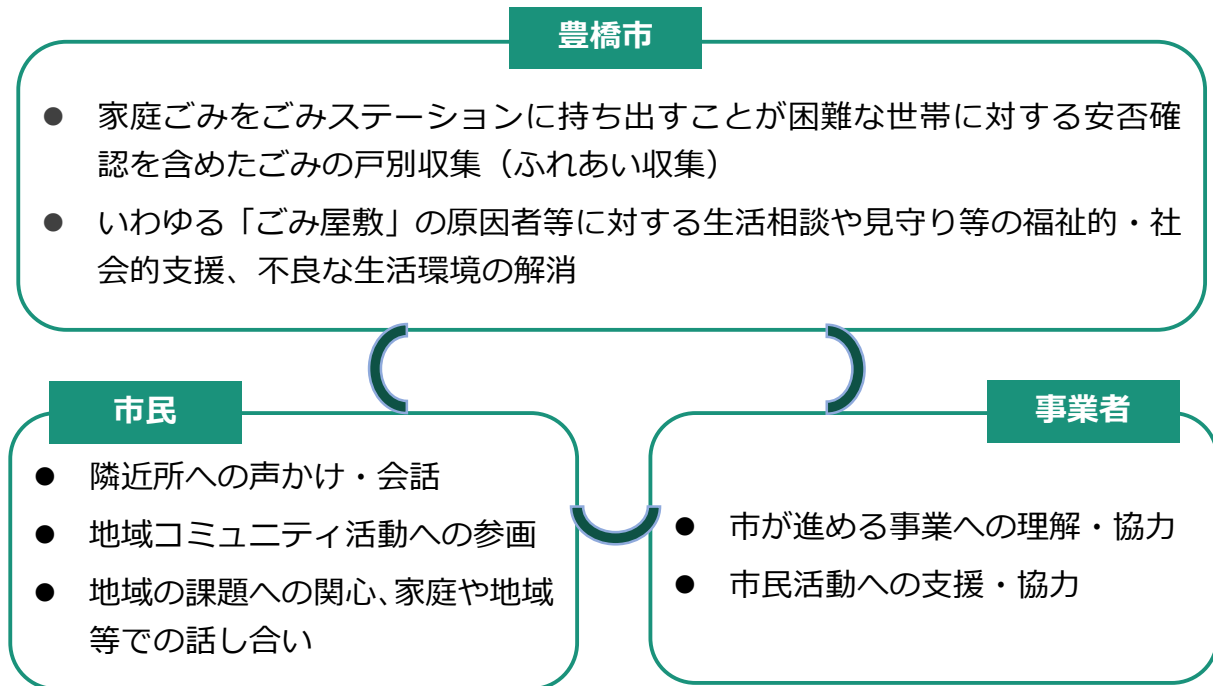 豊橋市
● 家庭ごみをごみステーションに持ち出すことが困難な世帯に対する安否確
認を含めたごみの戸別収集（ふれあい収集）
● いわゆる「ごみ屋敷」の原因者等に対する生活相談や見守り等の福祉的・社
会的支援、不良な生活環境の解消
市民
● 隣近所への声かけ・会話
● 地域コミュニティ活動への参画
● 地域の課題への関心、家庭や地域
等での話し合い
事業者
● 市が進める事業への理解・協力
● 市民活動への支援・協力